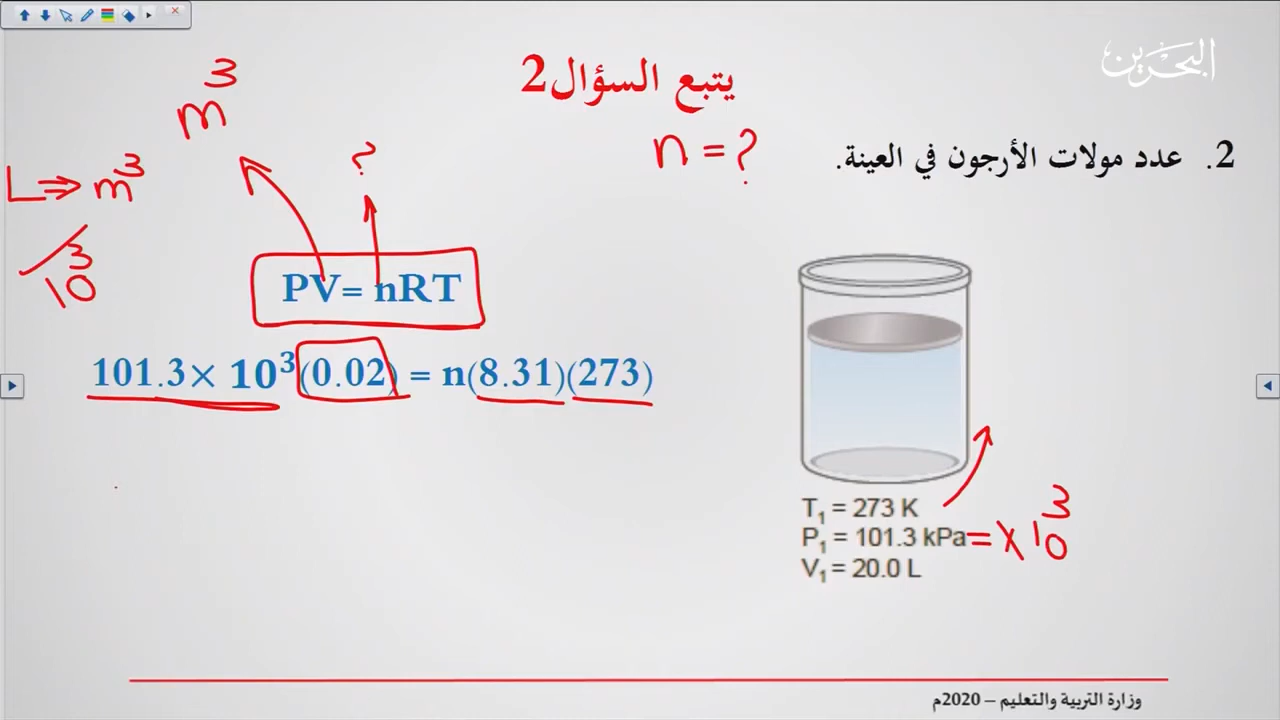 البحرين
يتبع السؤال2
2. عدد مولات الأرجون في العينة.
n = ?
m³
?
L ⇒ m³
/10³
PV= nRT
101.3× 10³(0.02) = n(8.31)(273)
T₁ = 273 K
P₁ = 101.3 kPa = × 10³
V₁ = 20.0 L
وزارة التربية والتعليم – 2020م